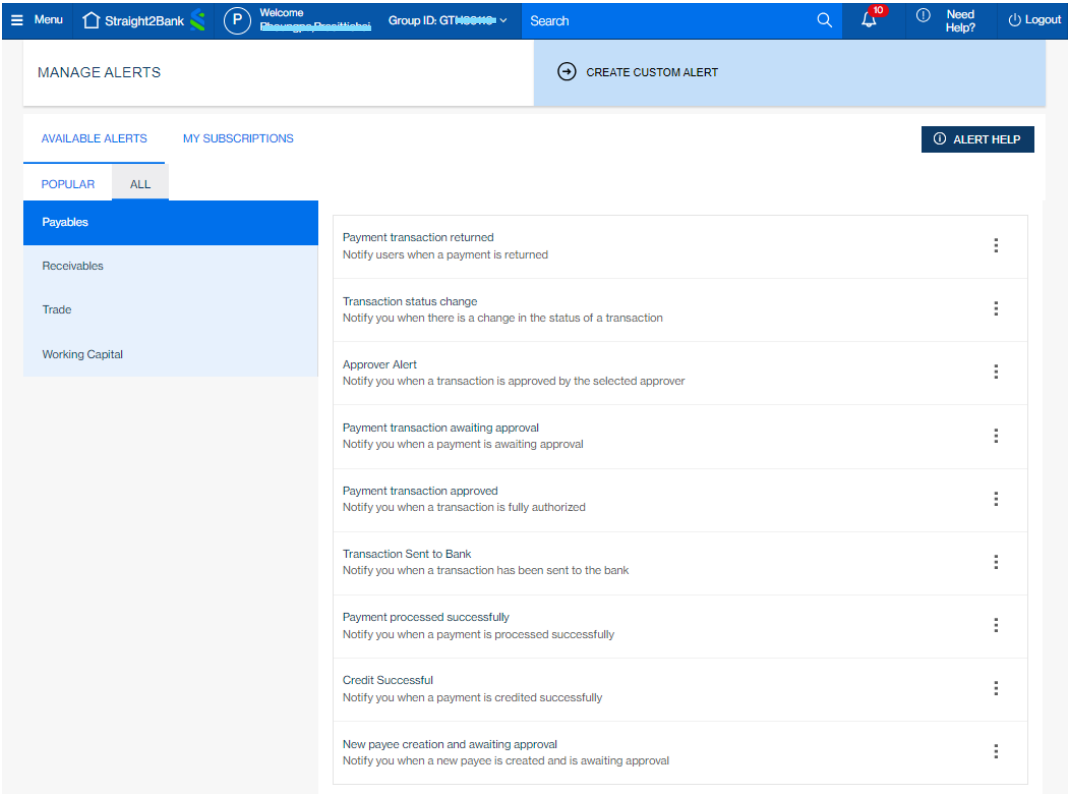 Menu
Straight2Bank
P
Welcome
Group ID:
Search
10
Need
Help?
Logout
MANAGE ALERTS
CREATE CUSTOM ALERT
AVAILABLE ALERTS
MY SUBSCRIPTIONS
ALERT HELP
POPULAR
ALL
Payables
Receivables
Trade
Working Capital
Payment transaction returned
Notify users when a payment is returned
Transaction status change
Notify you when there is a change in the status of a transaction
Approver Alert
Notify you when a transaction is approved by the selected approver
Payment transaction awaiting approval
Notify you when a payment is awaiting approval
Payment transaction approved
Notify you when a transaction is fully authorized
Transaction Sent to Bank
Notify you when a transaction has been sent to the bank
Payment processed successfully
Notify you when a payment is processed successfully
Credit Successful
Notify you when a payment is credited successfully
New payee creation and awaiting approval
Notify you when a new payee is created and is awaiting approval